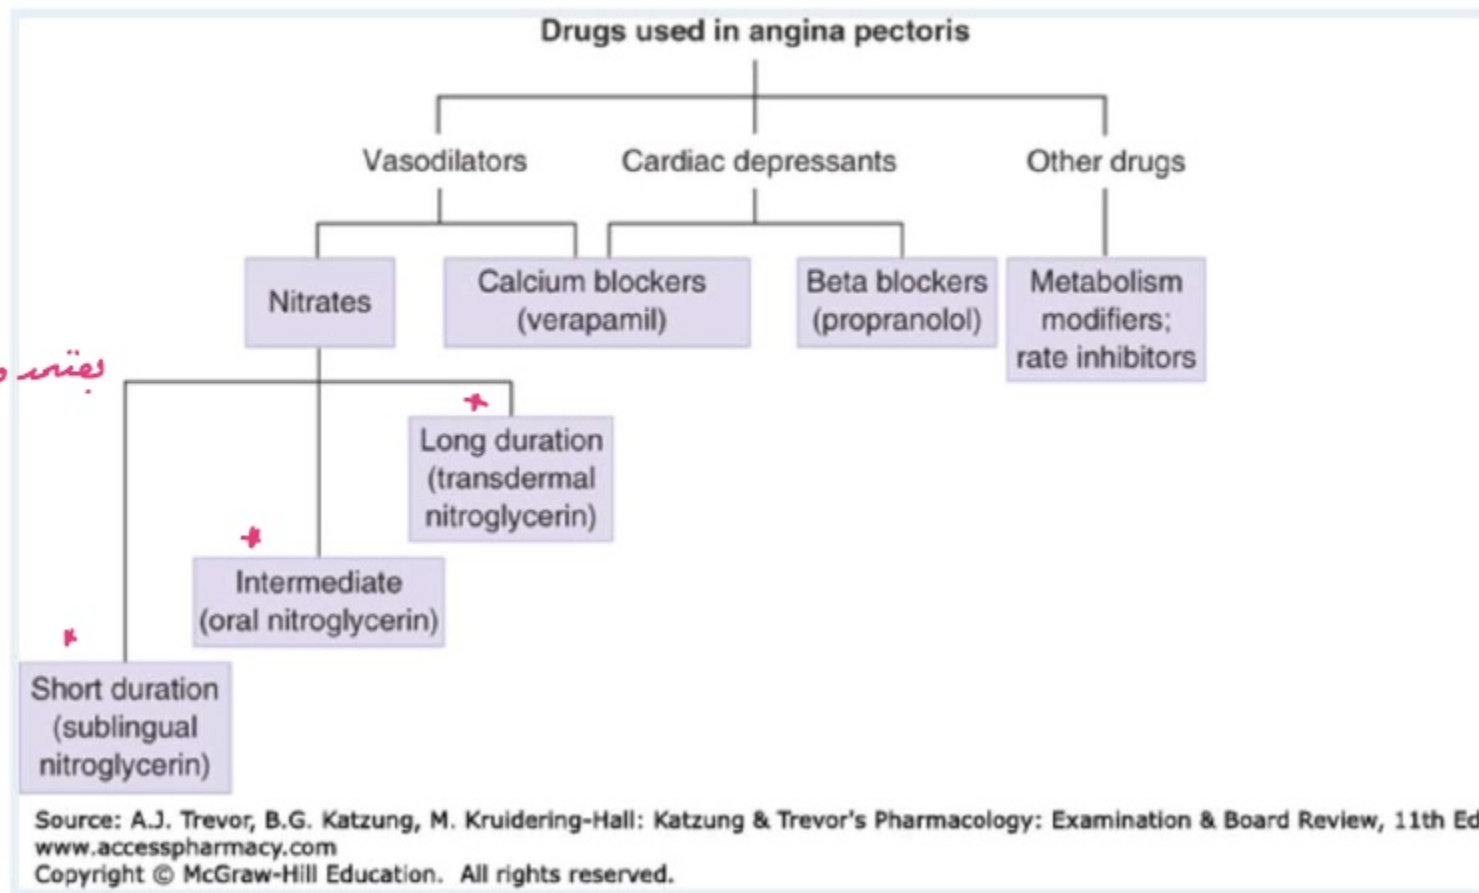 Drugs used in angina pectoris
Vasodilators
Cardiac depressants
Other drugs
Nitrates
Calcium blockers
(verapamil)
Beta blockers
(propranolol)
Metabolism
modifiers;
rate inhibitors
Long duration
(transdermal
nitroglycerin)
Intermediate
(oral nitroglycerin)
Short duration
(sublingual
nitroglycerin)
Source: A.J. Trevor, B.G. Katzung, M. Kruidering-Hall: Katzung & Trevor's Pharmacology: Examination & Board Review, 11th Ed
www.accesspharmacy.com
Copyright © McGraw-Hill Education. All rights reserved.